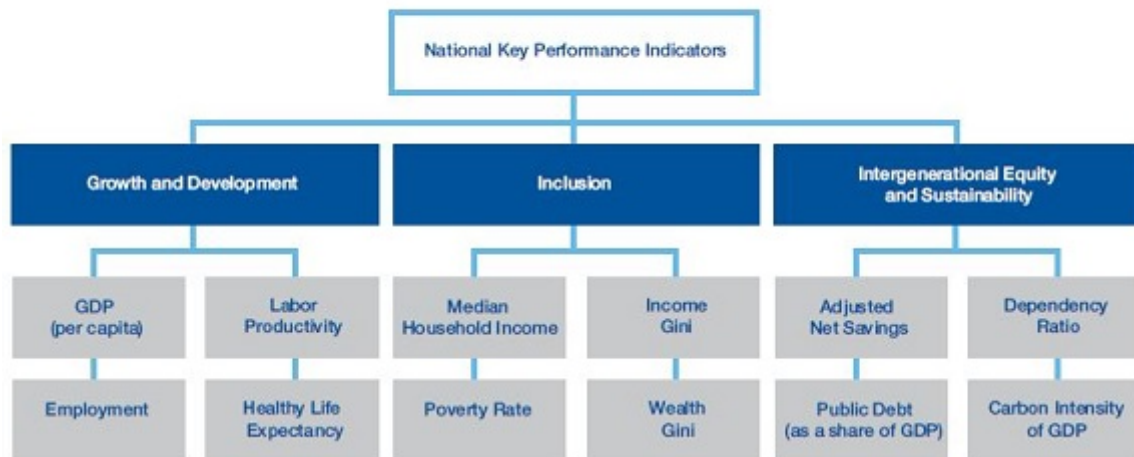 National Key Performance Indicators
Growth and Development
Inclusion
Intergenerational Equity
and Sustainability
GDP
(per capita)
Labor
Productivity
Median
Household Income
Income
Gini
Adjusted
Net Savings
Dependency
Ratio
Employment
Healthy Life
Expectancy
Poverty Rate
Wealth
Gini
Public Debt
(as a share of GDP)
Carbon Intensity
of GDP